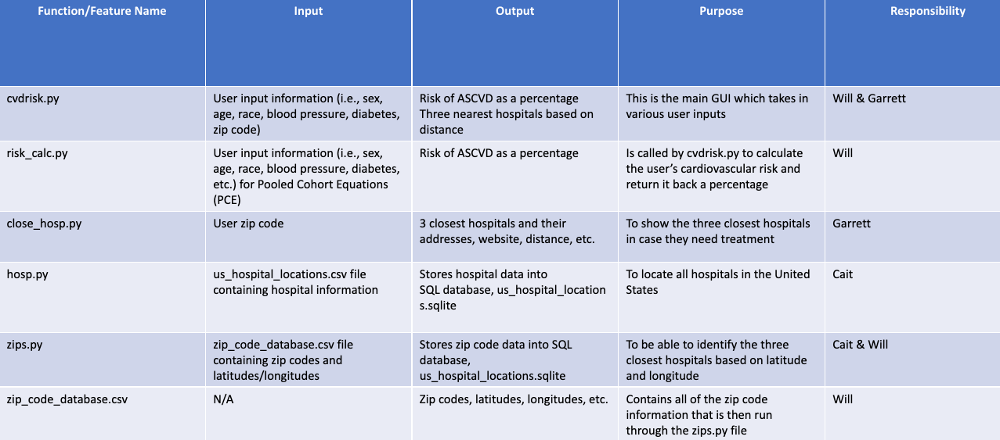 Function/Feature Name
Input
Output
Purpose
Responsibility
cvdrisk.py
User input information (i.e., sex,
age, race, blood pressure, diabetes,
zip code)
Risk of ASCVD as a percentage
Three nearest hospitals based on
distance
This is the main GUI which takes in
various user inputs
Will & Garrett
risk_calc.py
User input information (i.e., sex,
age, race, blood pressure, diabetes,
etc.) for Pooled Cohort Equations
(PCE)
Risk of ASCVD as a percentage
Is called by cvdrisk.py to calculate
the user’s cardiovascular risk and
return it back a percentage
Will
close_hosp.py
User zip code
3 closest hospitals and their
addresses, website, distance, etc.
To show the three closest hospitals
in case they need treatment
Garrett
hosp.py
us_hospital_locations.csv file
containing hospital information
Stores hospital data into
SQL database, us_hospital_location
s.sqlite
To locate all hospitals in the United
States
Cait
zips.py
zip_code_database.csv file
containing zip codes and
latitudes/longitudes
Stores zip code data into SQL
database,
us_hospital_locations.sqlite
To be able to identify the three
closest hospitals based on latitude
and longitude
Cait & Will
zip_code_database.csv
N/A
Zip codes, latitudes, longitudes, etc.
Contains all of the zip code
information that is then run
through the zips.py file
Will